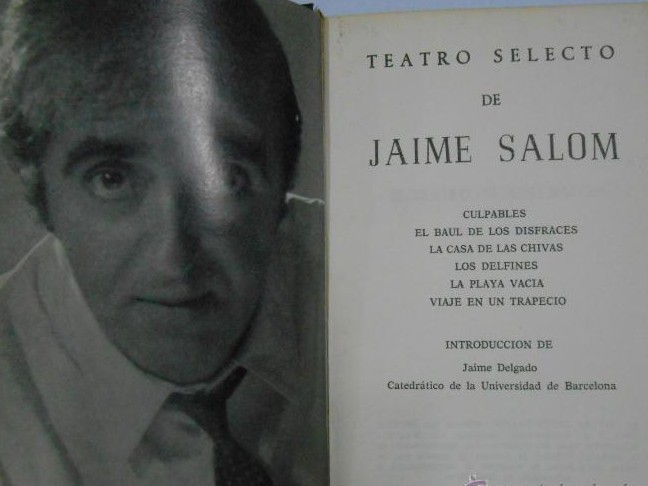 TEATRO SELECTO
DE
JAIME SALOM
CULPABLES
EL BAUL DE LOS DISFRACES
LA CASA DE LAS CHIVAS
LOS DELFINES
LA PLAYA VACIA
VIAJE EN UN TRAPECIO
INTRODUCCION DE
Jaime Delgado
Catedrático de la Universidad de Barcelona